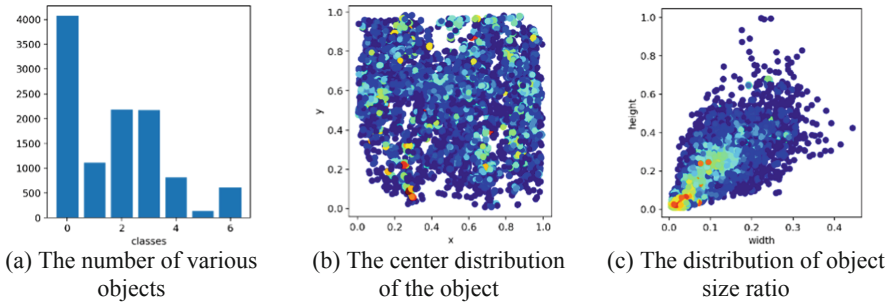 4000
3500
3000
2500
2000
1500
1000
500
0
0 2 4 6
classes
1.0
0.8
0.6
0.4
0.2
0.0
y
0.0 0.2 0.4 0.6 0.8 1.0
x
1.0
0.8
0.6
0.4
0.2
0.0
height
0.0 0.1 0.2 0.3 0.4
width
(a) The number of various
objects
(b) The center distribution
of the object
(c) The distribution of object
size ratio